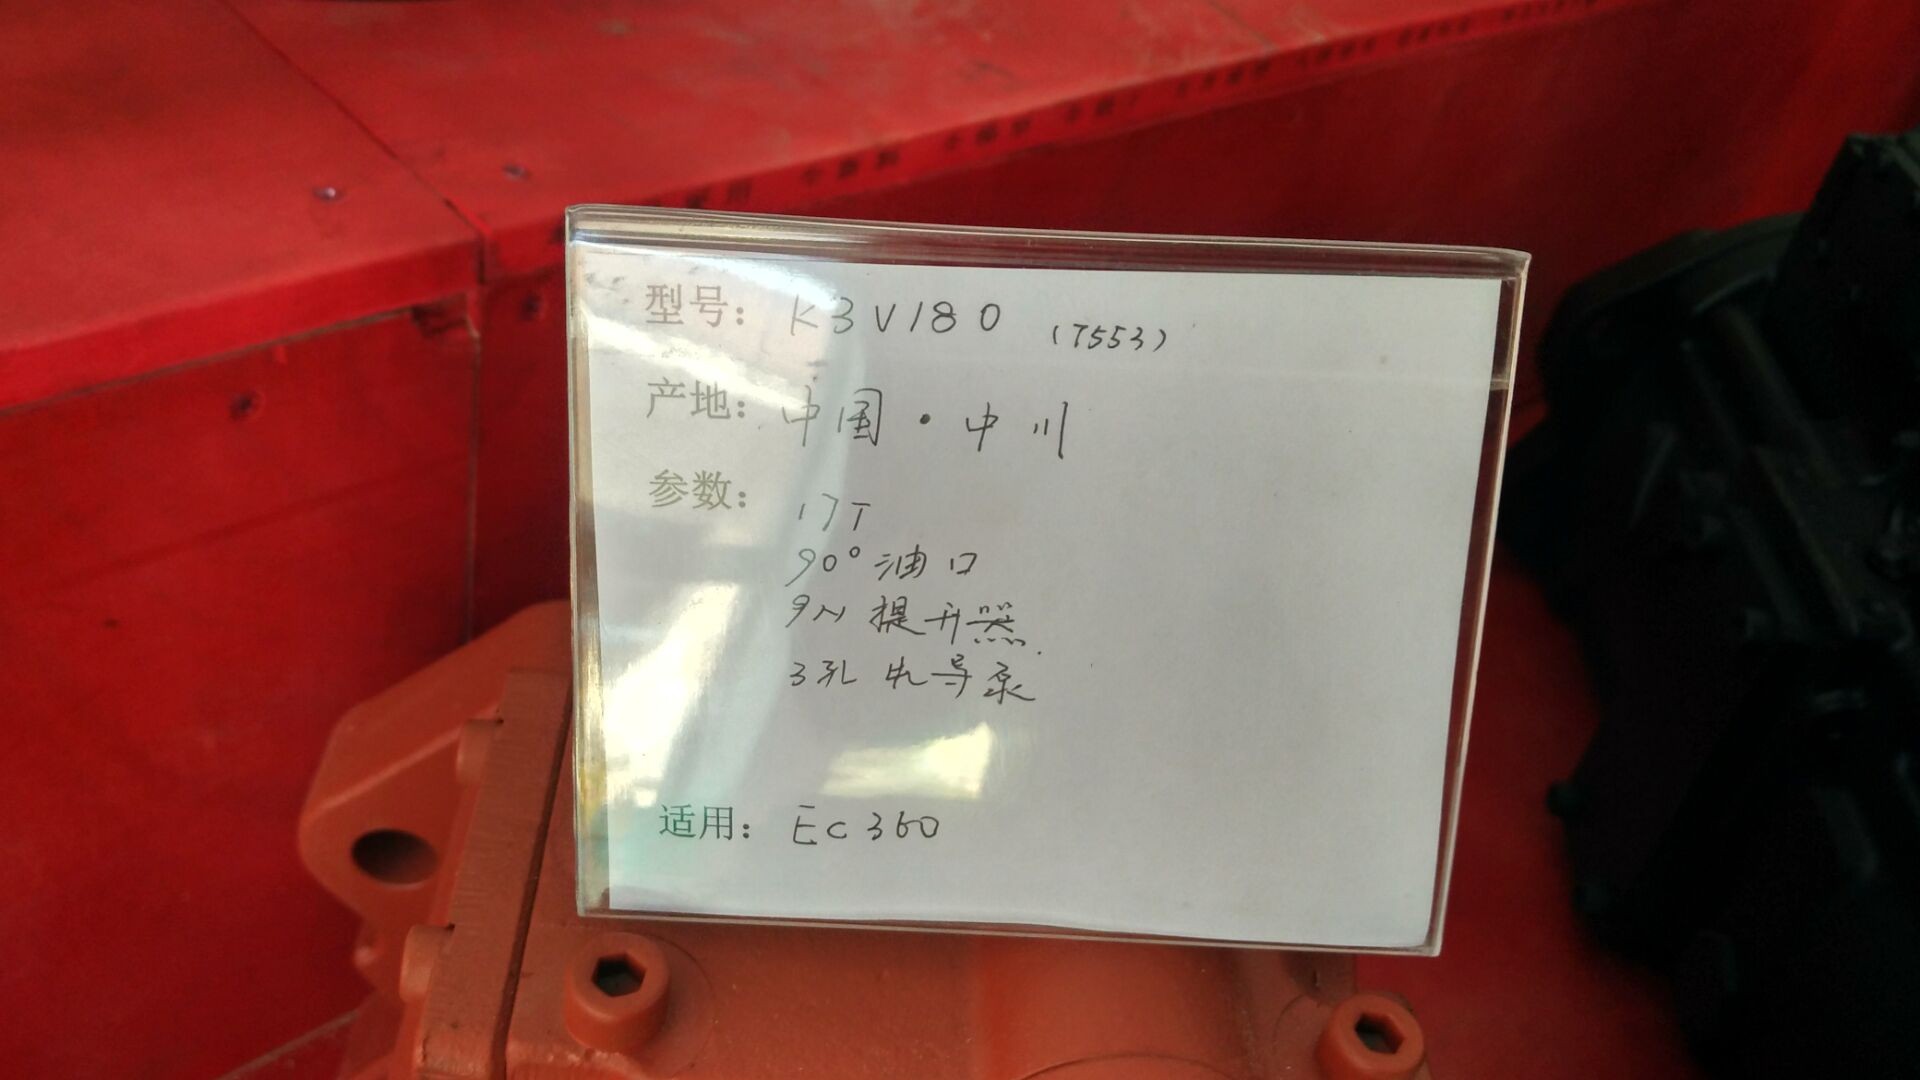 型号: K3V180 (T553)
产地: 中国·中川
参数: 17T
90°油口
9N 提升器.
3孔 先导泵
适用: EC360